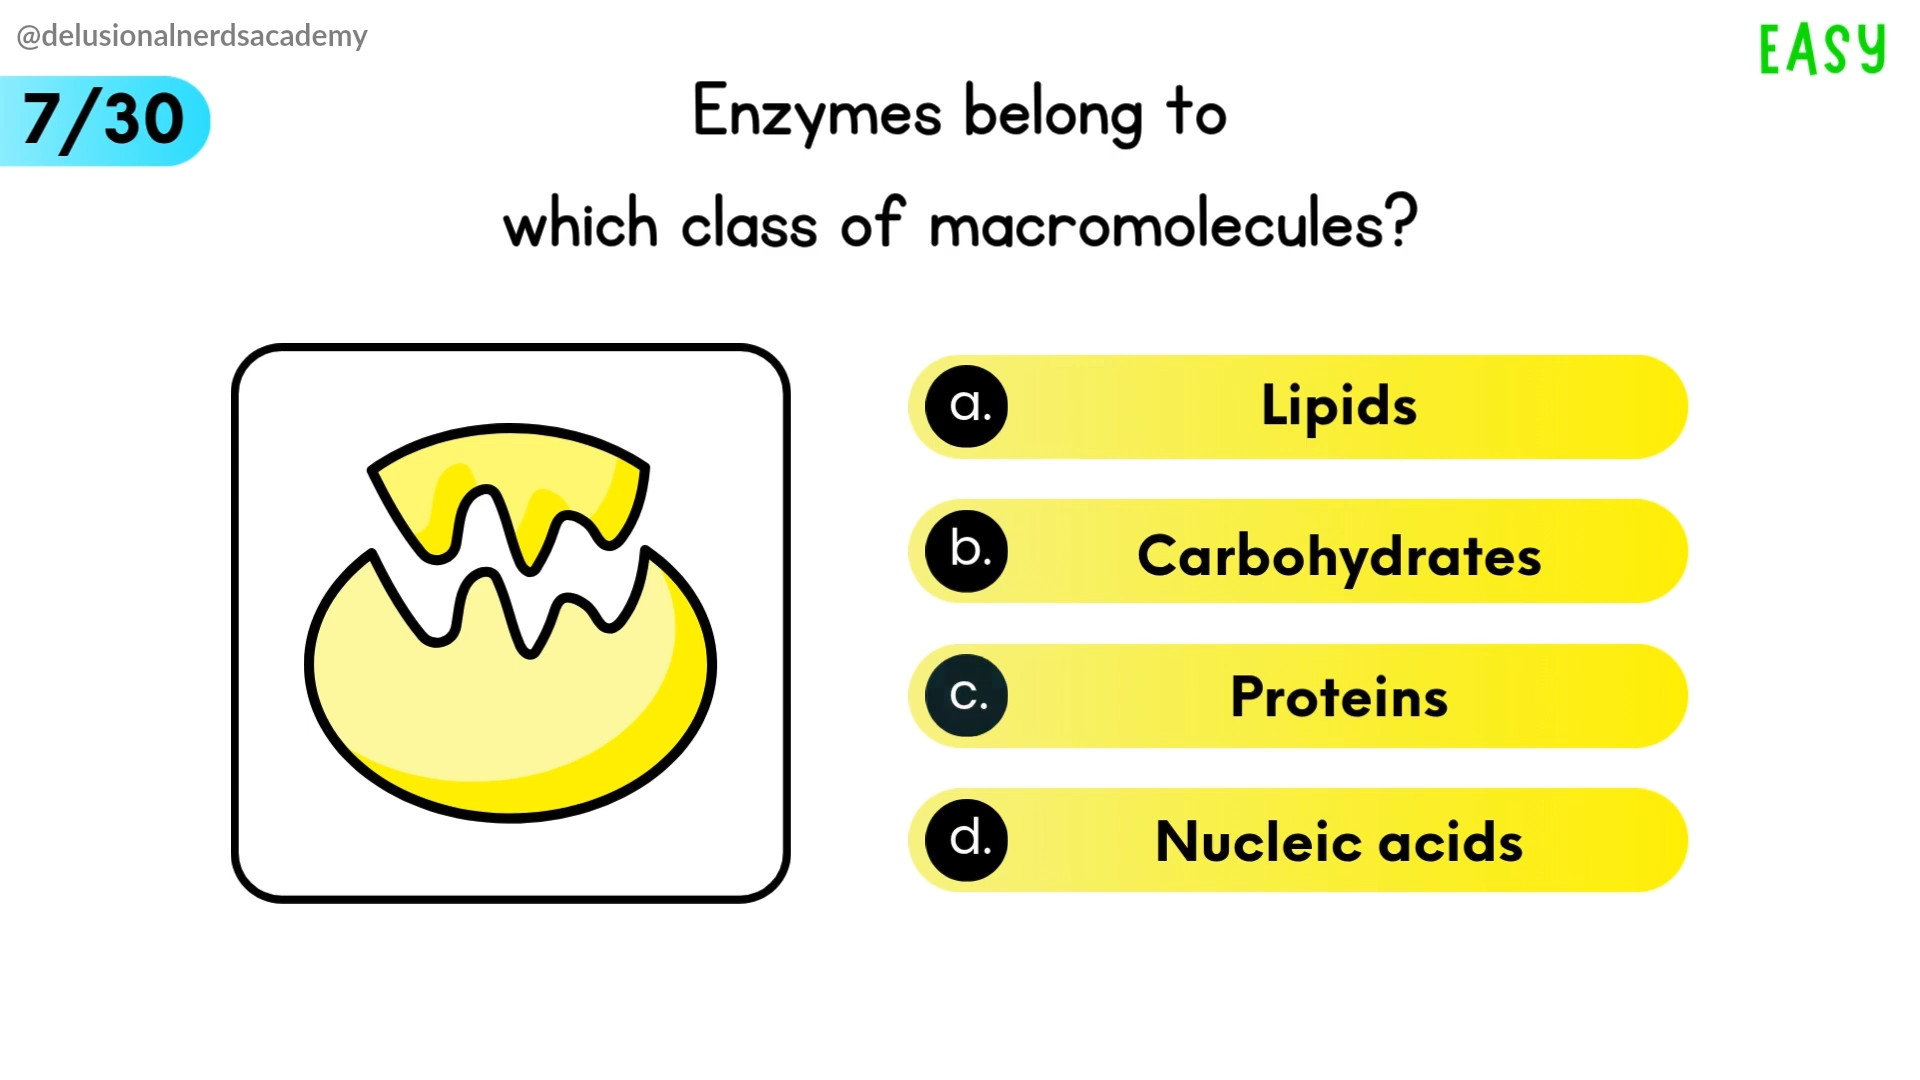 @delusionalnerdsacademy
EASY
7/30
Enzymes belong to
which class of macromolecules?
a. Lipids
b. Carbohydrates
c. Proteins
d. Nucleic acids